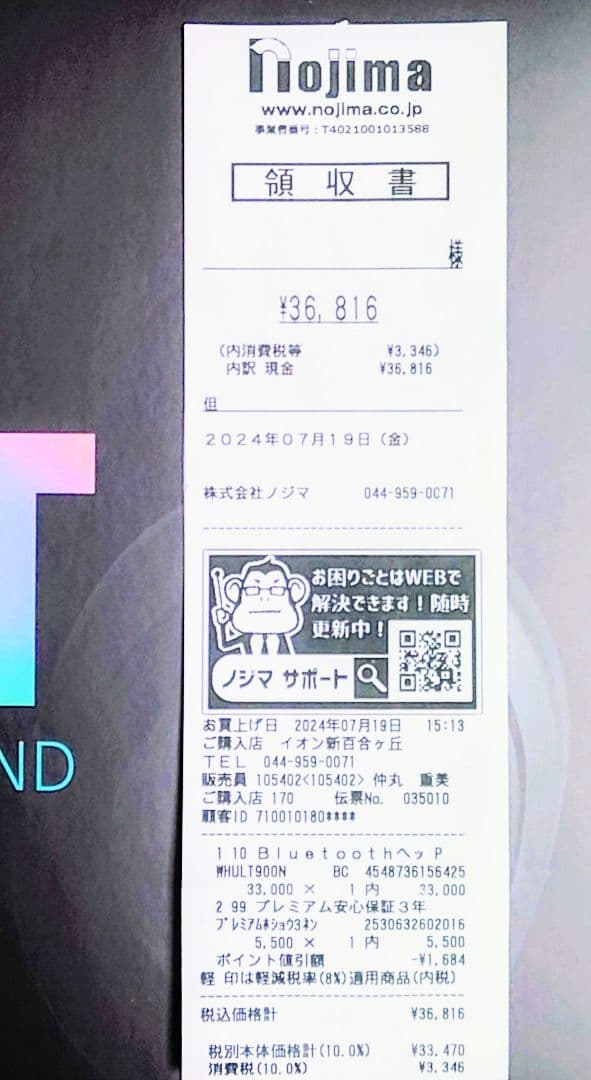 nojima
www.nojima.co.jp
事業者番号：T4021001013588
領 収 書
様
¥36,816
(内消費税等 ¥3,346)
内訳 現金 ¥36,816
但
2024年07月19日（金）
株式会社ノジマ 044-959-0071
お困りごとはWEBで
解決できます！随時
更新中！
ノジマ サポート
お買上げ日 2024年07月19日 15:13
ご購入店 イオン新百合ヶ丘
ＴＥＬ 044-959-0071
販売員 105402<105402> 仲丸 重美
ご購入店 170 伝票No. 035010
顧客ID 710010180****
1 10 Ｂｌｕｅｔｏｏｔｈヘッ Ｐ
WHULT900N BC 4548736156425
33,000 × 1 内 33,000
2 99 プレミアム安心保証３年
ﾌﾟﾚﾐｱﾑﾎｼｮｳ3ﾈﾝ 2530632602016
5,500 × 1 内 5,500
ポイント値引額 -¥1,684
軽 印は軽減税率(8%)適用商品(内税)
税込価格計 ¥36,816
税別本体価格計(10.0%) ¥33,470
消費税(10.0%) ¥3,346
T
ND